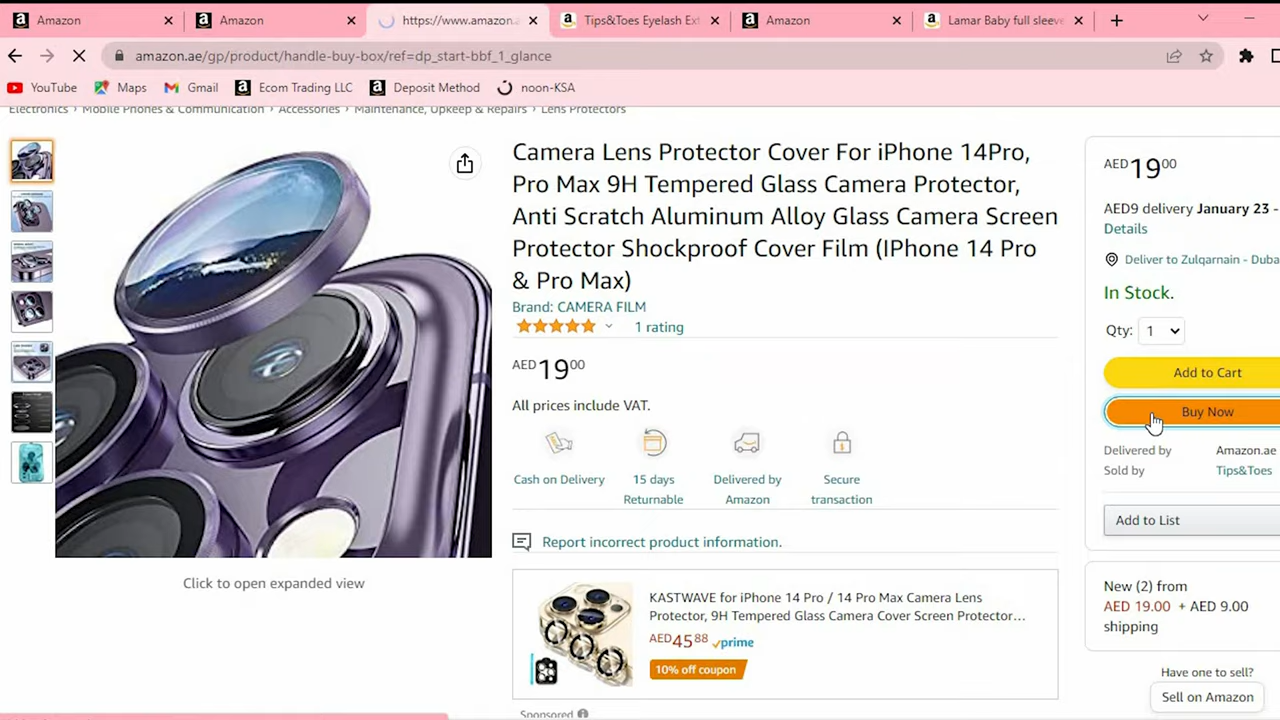 Amazon
Amazon
https://www.amazon.a
Tips&Toes Eyelash Ext
Amazon
Lamar Baby full sleeve
amazon.ae/gp/product/handle-buy-box/ref=dp_start-bbf_1_glance
YouTube
Maps
Gmail
Ecom Trading LLC
Deposit Method
noon-KSA
Electronics › Mobile Phones & Communication › Accessories › Maintenance, Upkeep & Repairs › Lens Protectors
Camera Lens Protector Cover For iPhone 14Pro,
Pro Max 9H Tempered Glass Camera Protector,
Anti Scratch Aluminum Alloy Glass Camera Screen
Protector Shockproof Cover Film (IPhone 14 Pro
& Pro Max)
Brand: CAMERA FILM
1 rating
AED 19 00
All prices include VAT.
Cash on Delivery
15 days
Returnable
Delivered by
Amazon
Secure
transaction
Report incorrect product information.
KASTWAVE for iPhone 14 Pro / 14 Pro Max Camera Lens
Protector, 9H Tempered Glass Camera Cover Screen Protector…
AED 45 88 prime
10% off coupon
Sponsored
Click to open expanded view
AED 19 00
AED9 delivery January 23 -
Details
Deliver to Zulqarnain - Duba
In Stock.
Qty: 1
Add to Cart
Buy Now
Delivered by Amazon.ae
Sold by Tips&Toes
Add to List
New (2) from
AED 19.00 + AED 9.00
shipping
Have one to sell?
Sell on Amazon